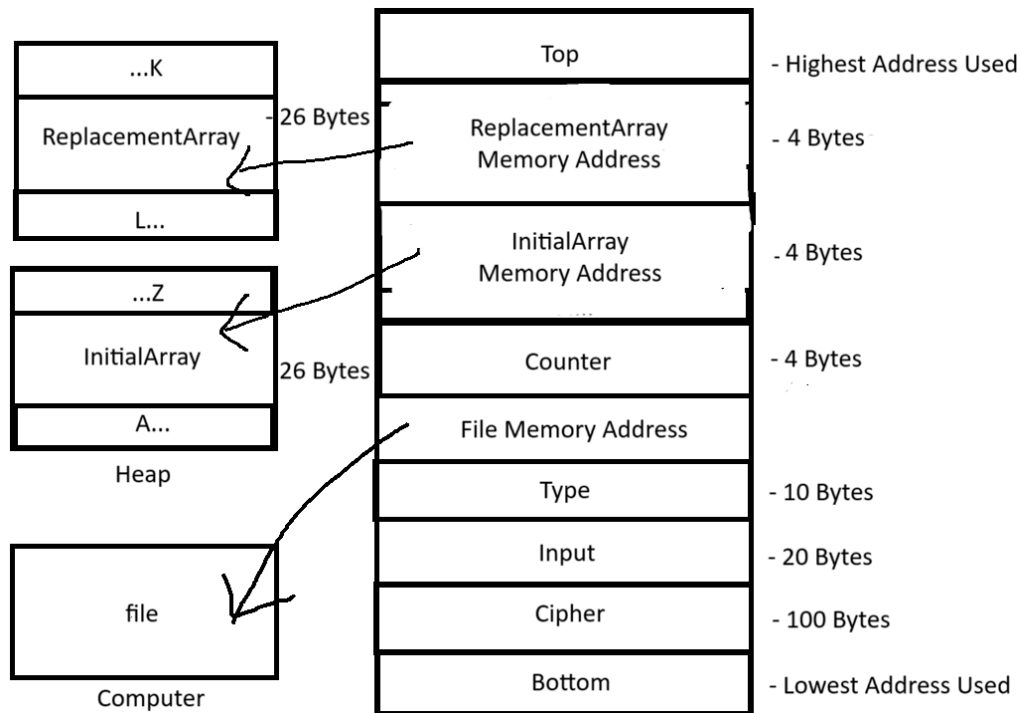 ...K
ReplacementArray
L...
- 26 Bytes
...Z
InitialArray
A...
26 Bytes
Heap
file
Computer
Top
- Highest Address Used
ReplacementArray
Memory Address
- 4 Bytes
InitialArray
Memory Address
- 4 Bytes
Counter
- 4 Bytes
File Memory Address
Type
- 10 Bytes
Input
- 20 Bytes
Cipher
- 100 Bytes
Bottom
- Lowest Address Used